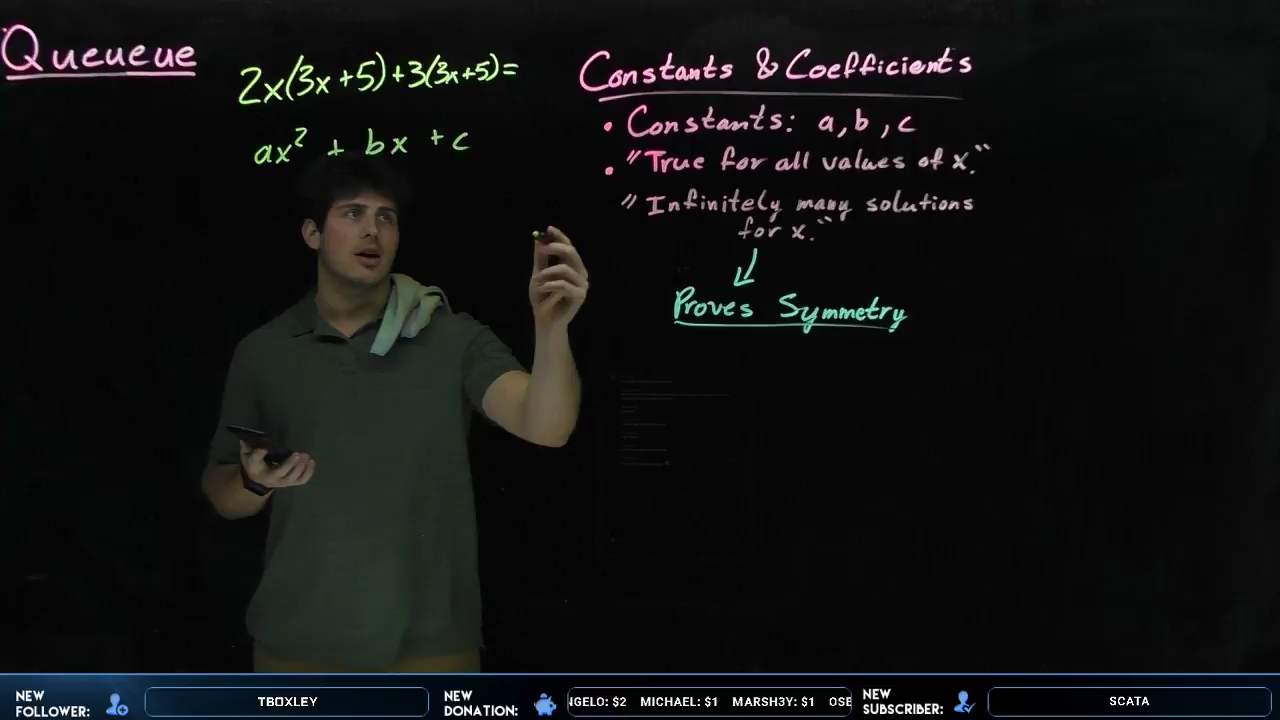 Queueue
2x(3x+5)+3(3x+5)=
ax² + bx + c
Constants & Coefficients
• Constants: a, b, c
• "True for all values of x."
"Infinitely many solutions
for x."
Proves Symmetry
NEW
FOLLOWER:
TBOXLEY
NEW
DONATION:
NGELO: $2 MICHAEL: $1 MARSH3Y: $1 OSE
NEW
SUBSCRIBER:
SCATA